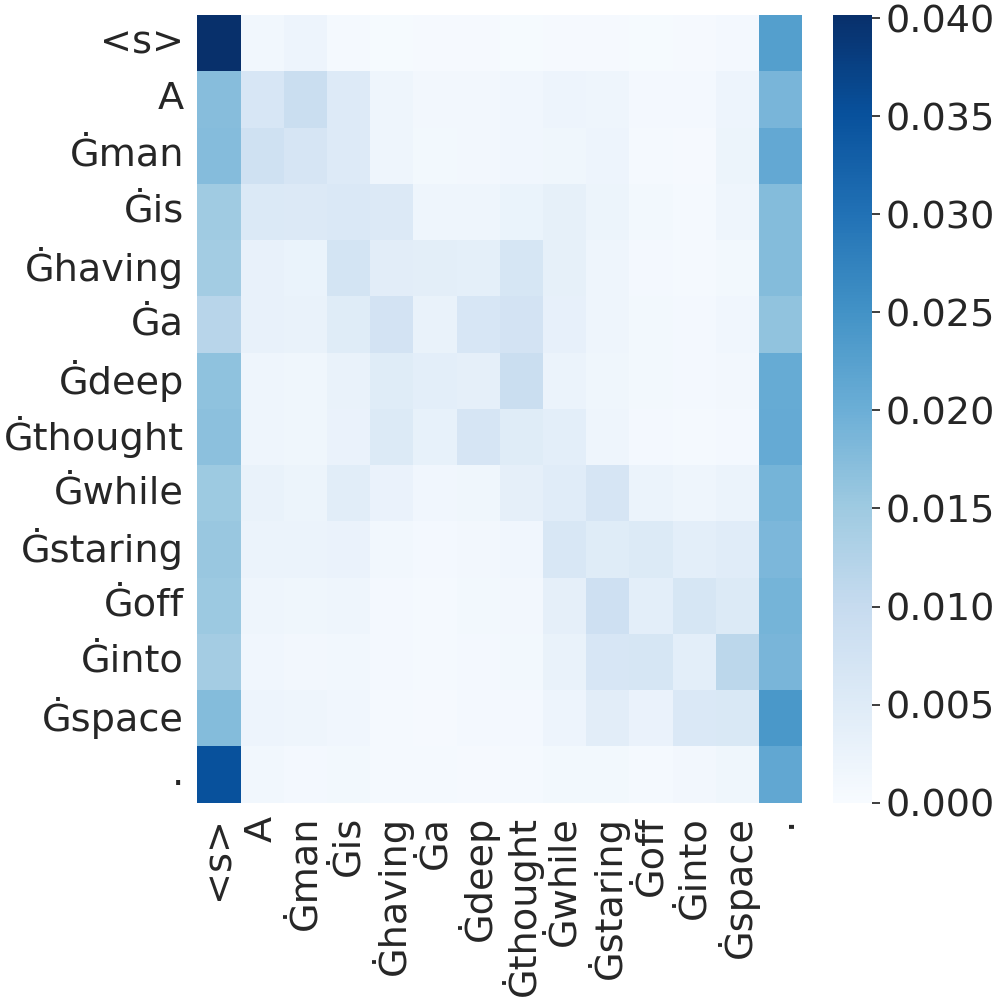 <s>
A
Ġman
Ġis
Ġhaving
Ġa
Ġdeep
Ġthought
Ġwhile
Ġstaring
Ġoff
Ġinto
Ġspace
.
<s>
A
Ġman
Ġis
Ġhaving
Ġa
Ġdeep
Ġthought
Ġwhile
Ġstaring
Ġoff
Ġinto
Ġspace
.
0.040
0.035
0.030
0.025
0.020
0.015
0.010
0.005
0.000